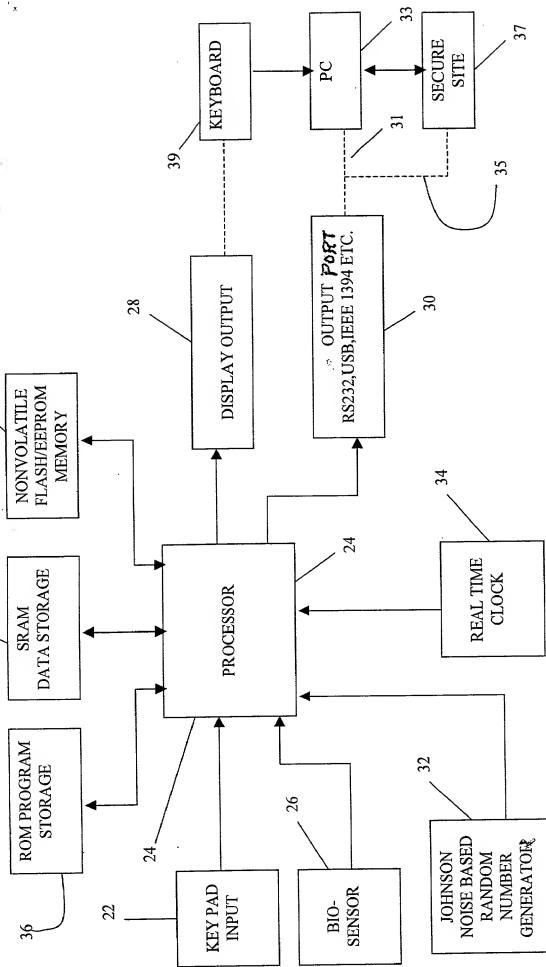 36
ROM PROGRAM
STORAGE
SRAM
DATA STORAGE
NONVOLATILE
FLASH/EEPROM
MEMORY
22
KEY PAD
INPUT
24
PROCESSOR
24
28
DISPLAY OUTPUT
39
KEYBOARD
33
PC
37
SECURE
SITE
31
35
OUTPUT PORT
RS232,USB,IEEE 1394 ETC.
30
26
BIO-
SENSOR
32
JOHNSON
NOISE BASED
RANDOM
NUMBER
GENERATOR
34
REAL TIME
CLOCK